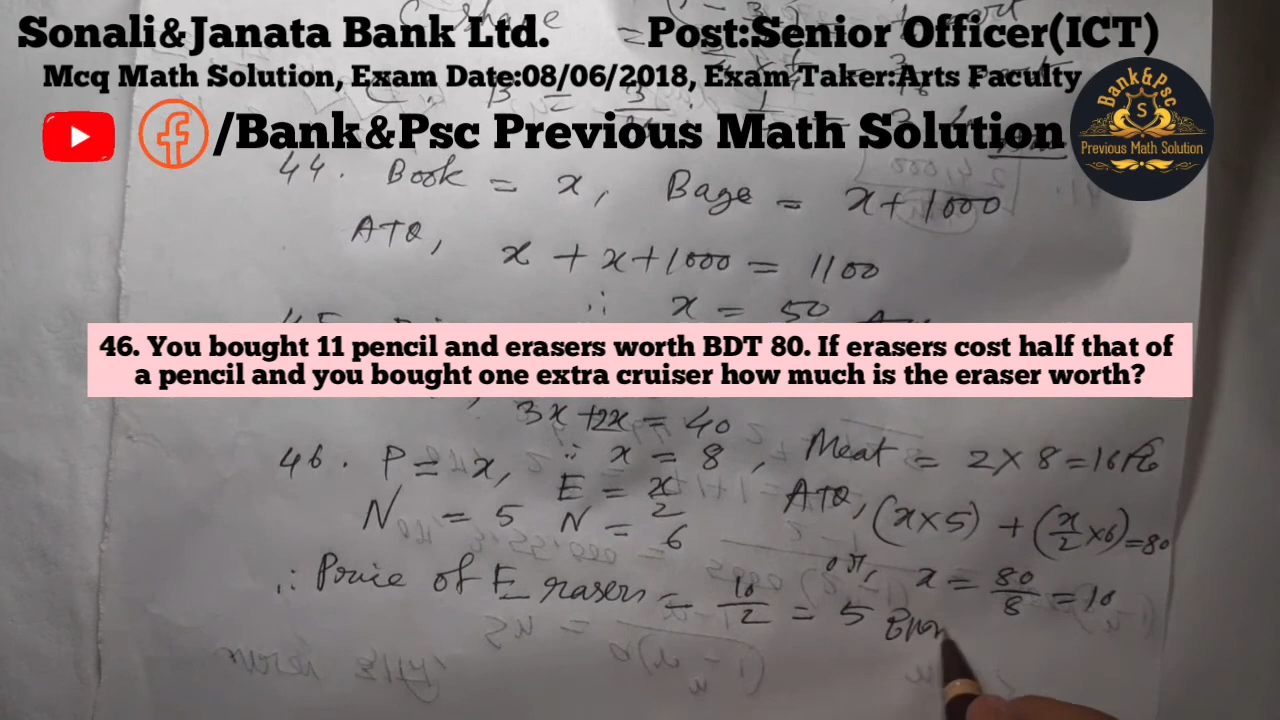 Sonali&Janata Bank Ltd. Post:Senior Officer(ICT)
Mcq Math Solution, Exam Date:08/06/2018, Exam Taker:Arts Faculty
/Bank&Psc Previous Math Solution
Bank&Psc
S
Previous Math Solution
44. Book = x, Bage = x+1000
ATQ,
x + x+1000 = 1100
∴ x = 50
46. You bought 11 pencil and erasers worth BDT 80. If erasers cost half that of
a pencil and you bought one extra cruiser how much is the eraser worth?
3x+2x = 40
∴ x = 8, Meat = 2×8=16
46. P = x, E = x/2
N = 5 N = 6
ATQ, (x×5) + (x/2×6)=80
or, x = 80/8 = 10
∴ Price of Erasers = 10/2 = 5